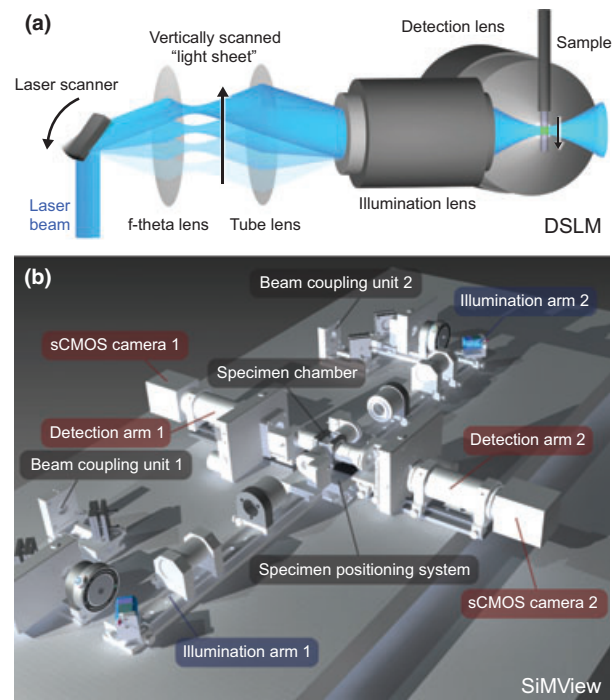 (a)
Laser scanner
Vertically scanned
"light sheet"
Detection lens
Sample
Laser
beam
f-theta lens
Tube lens
Illumination lens
DSLM
(b)
Beam coupling unit 2
Illumination arm 2
sCMOS camera 1
Specimen chamber
Detection arm 1
Detection arm 2
Beam coupling unit 1
Specimen positioning system
sCMOS camera 2
Illumination arm 1
SiMView